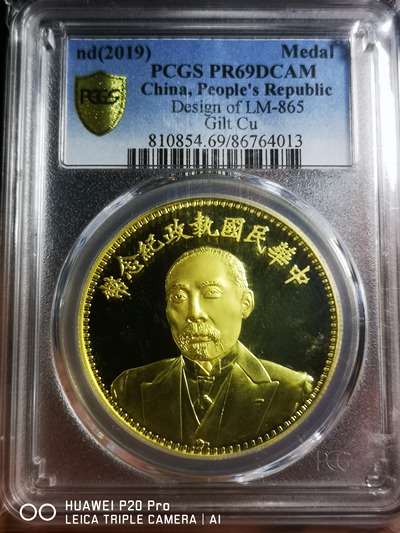 nd(2019) Medal
PCGS PR69DCAM
China, People's Republic
Design of LM-865
Gilt Cu
810854.69/86764013
PCGS
中華民國執政紀念幣
PCG
HUAWEI P20 Pro
LEICA TRIPLE CAMERA | AI